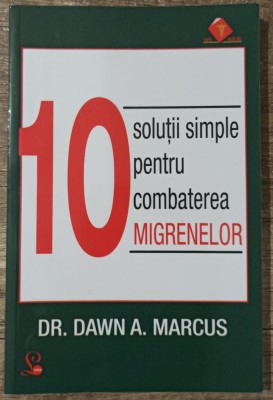 10
soluții simple
pentru
combaterea
MIGRENELOR
DR. DAWN A. MARCUS